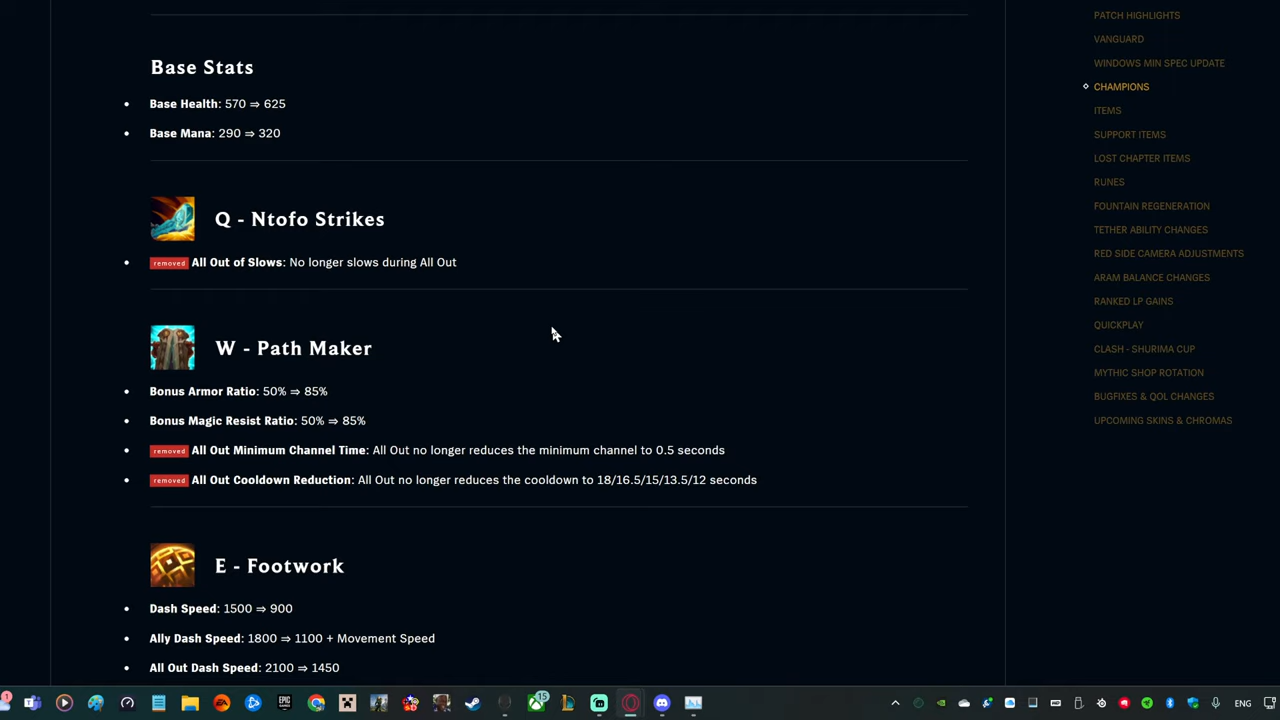 PATCH HIGHLIGHTS
VANGUARD
WINDOWS MIN SPEC UPDATE
CHAMPIONS
ITEMS
SUPPORT ITEMS
LOST CHAPTER ITEMS
RUNES
FOUNTAIN REGENERATION
TETHER ABILITY CHANGES
RED SIDE CAMERA ADJUSTMENTS
ARAM BALANCE CHANGES
RANKED LP GAINS
QUICKPLAY
CLASH - SHURIMA CUP
MYTHIC SHOP ROTATION
BUGFIXES & QOL CHANGES
UPCOMING SKINS & CHROMAS
Base Stats
Base Health: 570 ⇒ 625
Base Mana: 290 ⇒ 320
Q - Ntofo Strikes
removed All Out of Slows: No longer slows during All Out
W - Path Maker
Bonus Armor Ratio: 50% ⇒ 85%
Bonus Magic Resist Ratio: 50% ⇒ 85%
removed All Out Minimum Channel Time: All Out no longer reduces the minimum channel to 0.5 seconds
removed All Out Cooldown Reduction: All Out no longer reduces the cooldown to 18/16.5/15/13.5/12 seconds
E - Footwork
Dash Speed: 1500 ⇒ 900
Ally Dash Speed: 1800 ⇒ 1100 + Movement Speed
All Out Dash Speed: 2100 ⇒ 1450
1
EPIC GAMES
15
ENG